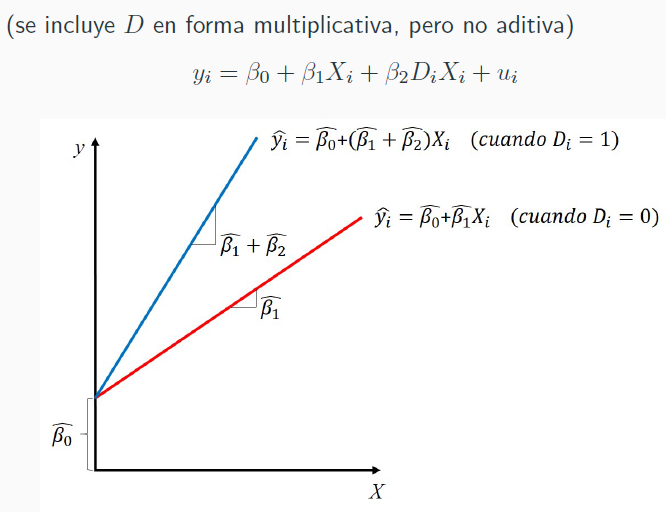 (se incluye D en forma multiplicativa, pero no aditiva)
yᵢ = β₀ + β₁Xᵢ + β₂DᵢXᵢ + uᵢ
y
ŷᵢ = β̂₀+(β̂₁ + β̂₂)Xᵢ (cuando Dᵢ = 1)
ŷᵢ = β̂₀+β̂₁Xᵢ (cuando Dᵢ = 0)
β̂₁ + β̂₂
β̂₁
β̂₀
X